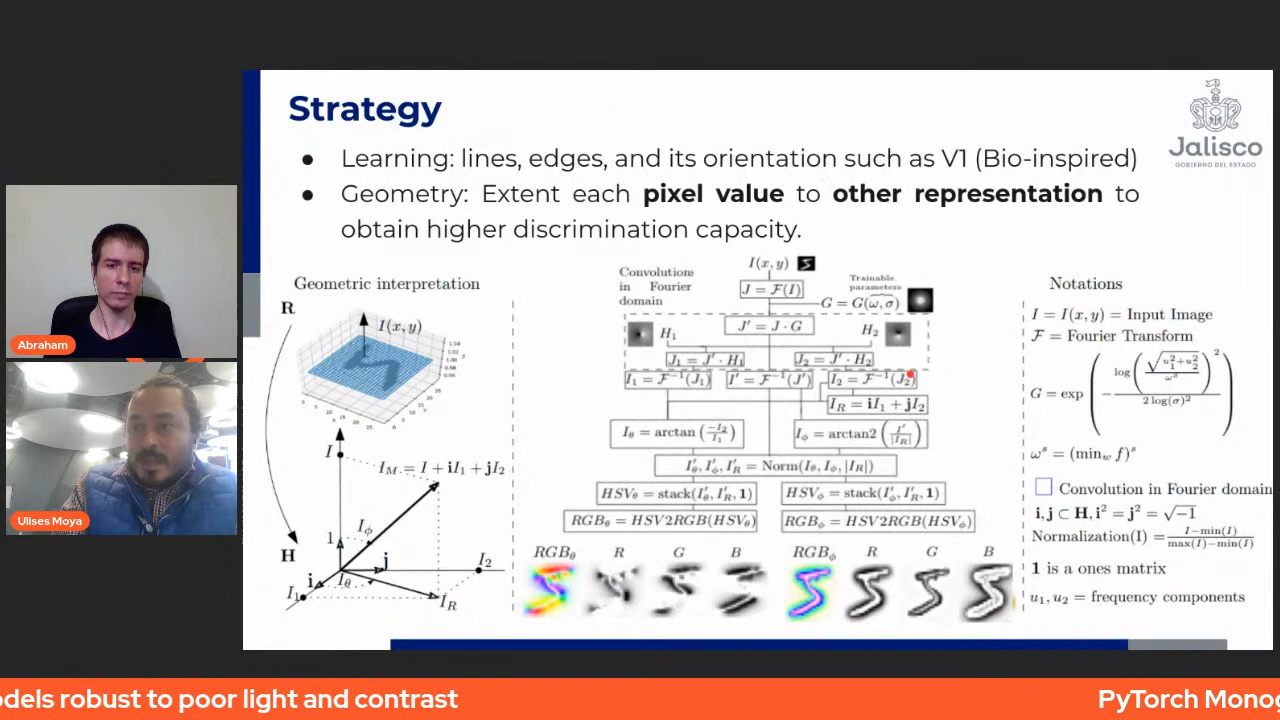 Strategy
Jalisco
GOBIERNO DEL ESTADO
● Learning: lines, edges, and its orientation such as V1 (Bio-inspired)
● Geometry: Extent each pixel value to other representation to
obtain higher discrimination capacity.
Abraham
Ulises Moya
Geometric interpretation
R
I(x, y)
I
I_M = I + iI_1 + jI_2
I_ϕ
1
H
j
I_2
i
I_θ
I_1
I_R
Convolutione
in Fourier
domain
I(x, y)
J = F(I)
Trainable
parameters
G = G(ω, σ)
H_1
J' = J · G
H_2
J_1 = J' · H_1
J_2 = J' · H_2
I_1 = F⁻¹(J_1)
I' = F⁻¹(J')
I_2 = F⁻¹(J_2)
I_R = iI_1 + jI_2
I_θ = arctan(−I_2/I_1)
I_ϕ = arctan2(I'/|I_R|)
I'_θ, I'_ϕ, I'_R = Norm(I_θ, I_ϕ, |I_R|)
HSV_θ = stack(I'_θ, I'_R, 1)
HSV_ϕ = stack(I'_ϕ, I'_R, 1)
RGB_θ = HSV2RGB(HSV_θ)
RGB_ϕ = HSV2RGB(HSV_ϕ)
RGB_θ R G B RGB_ϕ R G B
Notations
I = I(x, y) = Input Image
F = Fourier Transform
G = exp(−log(√(u_1²+u_2²)/ω^s)²/2 log(σ)²)
ω^s = (min_w f)^s
Convolution in Fourier domain
i, j ⊂ H, i² = j² = √−1
Normalization(I) = I−min(I)/max(I)−min(I)
1 is a ones matrix
u_1, u_2 = frequency components
odels robust to poor light and contrast
PyTorch Monog